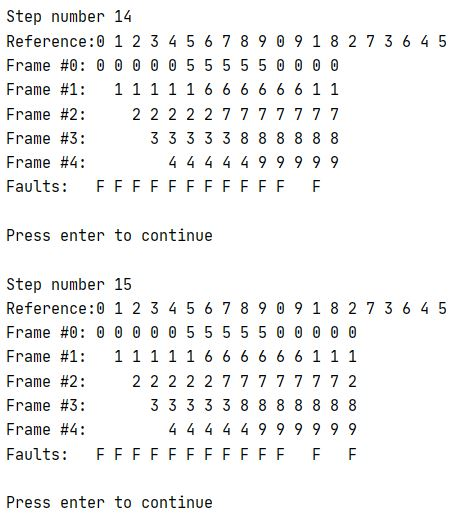 Step number 14
Reference:0 1 2 3 4 5 6 7 8 9 0 9 1 8 2 7 3 6 4 5
Frame #0: 0 0 0 0 0 5 5 5 5 5 0 0 0 0
Frame #1:   1 1 1 1 1 6 6 6 6 6 6 1 1
Frame #2:     2 2 2 2 2 7 7 7 7 7 7 7
Frame #3:       3 3 3 3 3 8 8 8 8 8 8
Frame #4:         4 4 4 4 4 9 9 9 9 9
Faults:   F F F F F F F F F F F   F
Press enter to continue
Step number 15
Reference:0 1 2 3 4 5 6 7 8 9 0 9 1 8 2 7 3 6 4 5
Frame #0: 0 0 0 0 0 5 5 5 5 5 0 0 0 0 0
Frame #1:   1 1 1 1 1 6 6 6 6 6 6 1 1 1
Frame #2:     2 2 2 2 2 7 7 7 7 7 7 7 2
Frame #3:       3 3 3 3 3 8 8 8 8 8 8 8
Frame #4:         4 4 4 4 4 9 9 9 9 9 9
Faults:   F F F F F F F F F F F   F   F
Press enter to continue